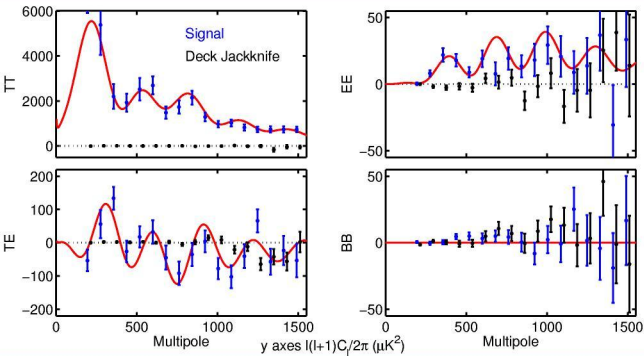 6000
4000
2000
0
TT
Signal
Deck Jackknife
50
0
−50
EE
200
100
0
−100
−200
TE
0 500 1000 1500
Multipole
50
0
−50
BB
0 500 1000 1500
Multipole
y axes l(l+1)C_l/2π (μK²)